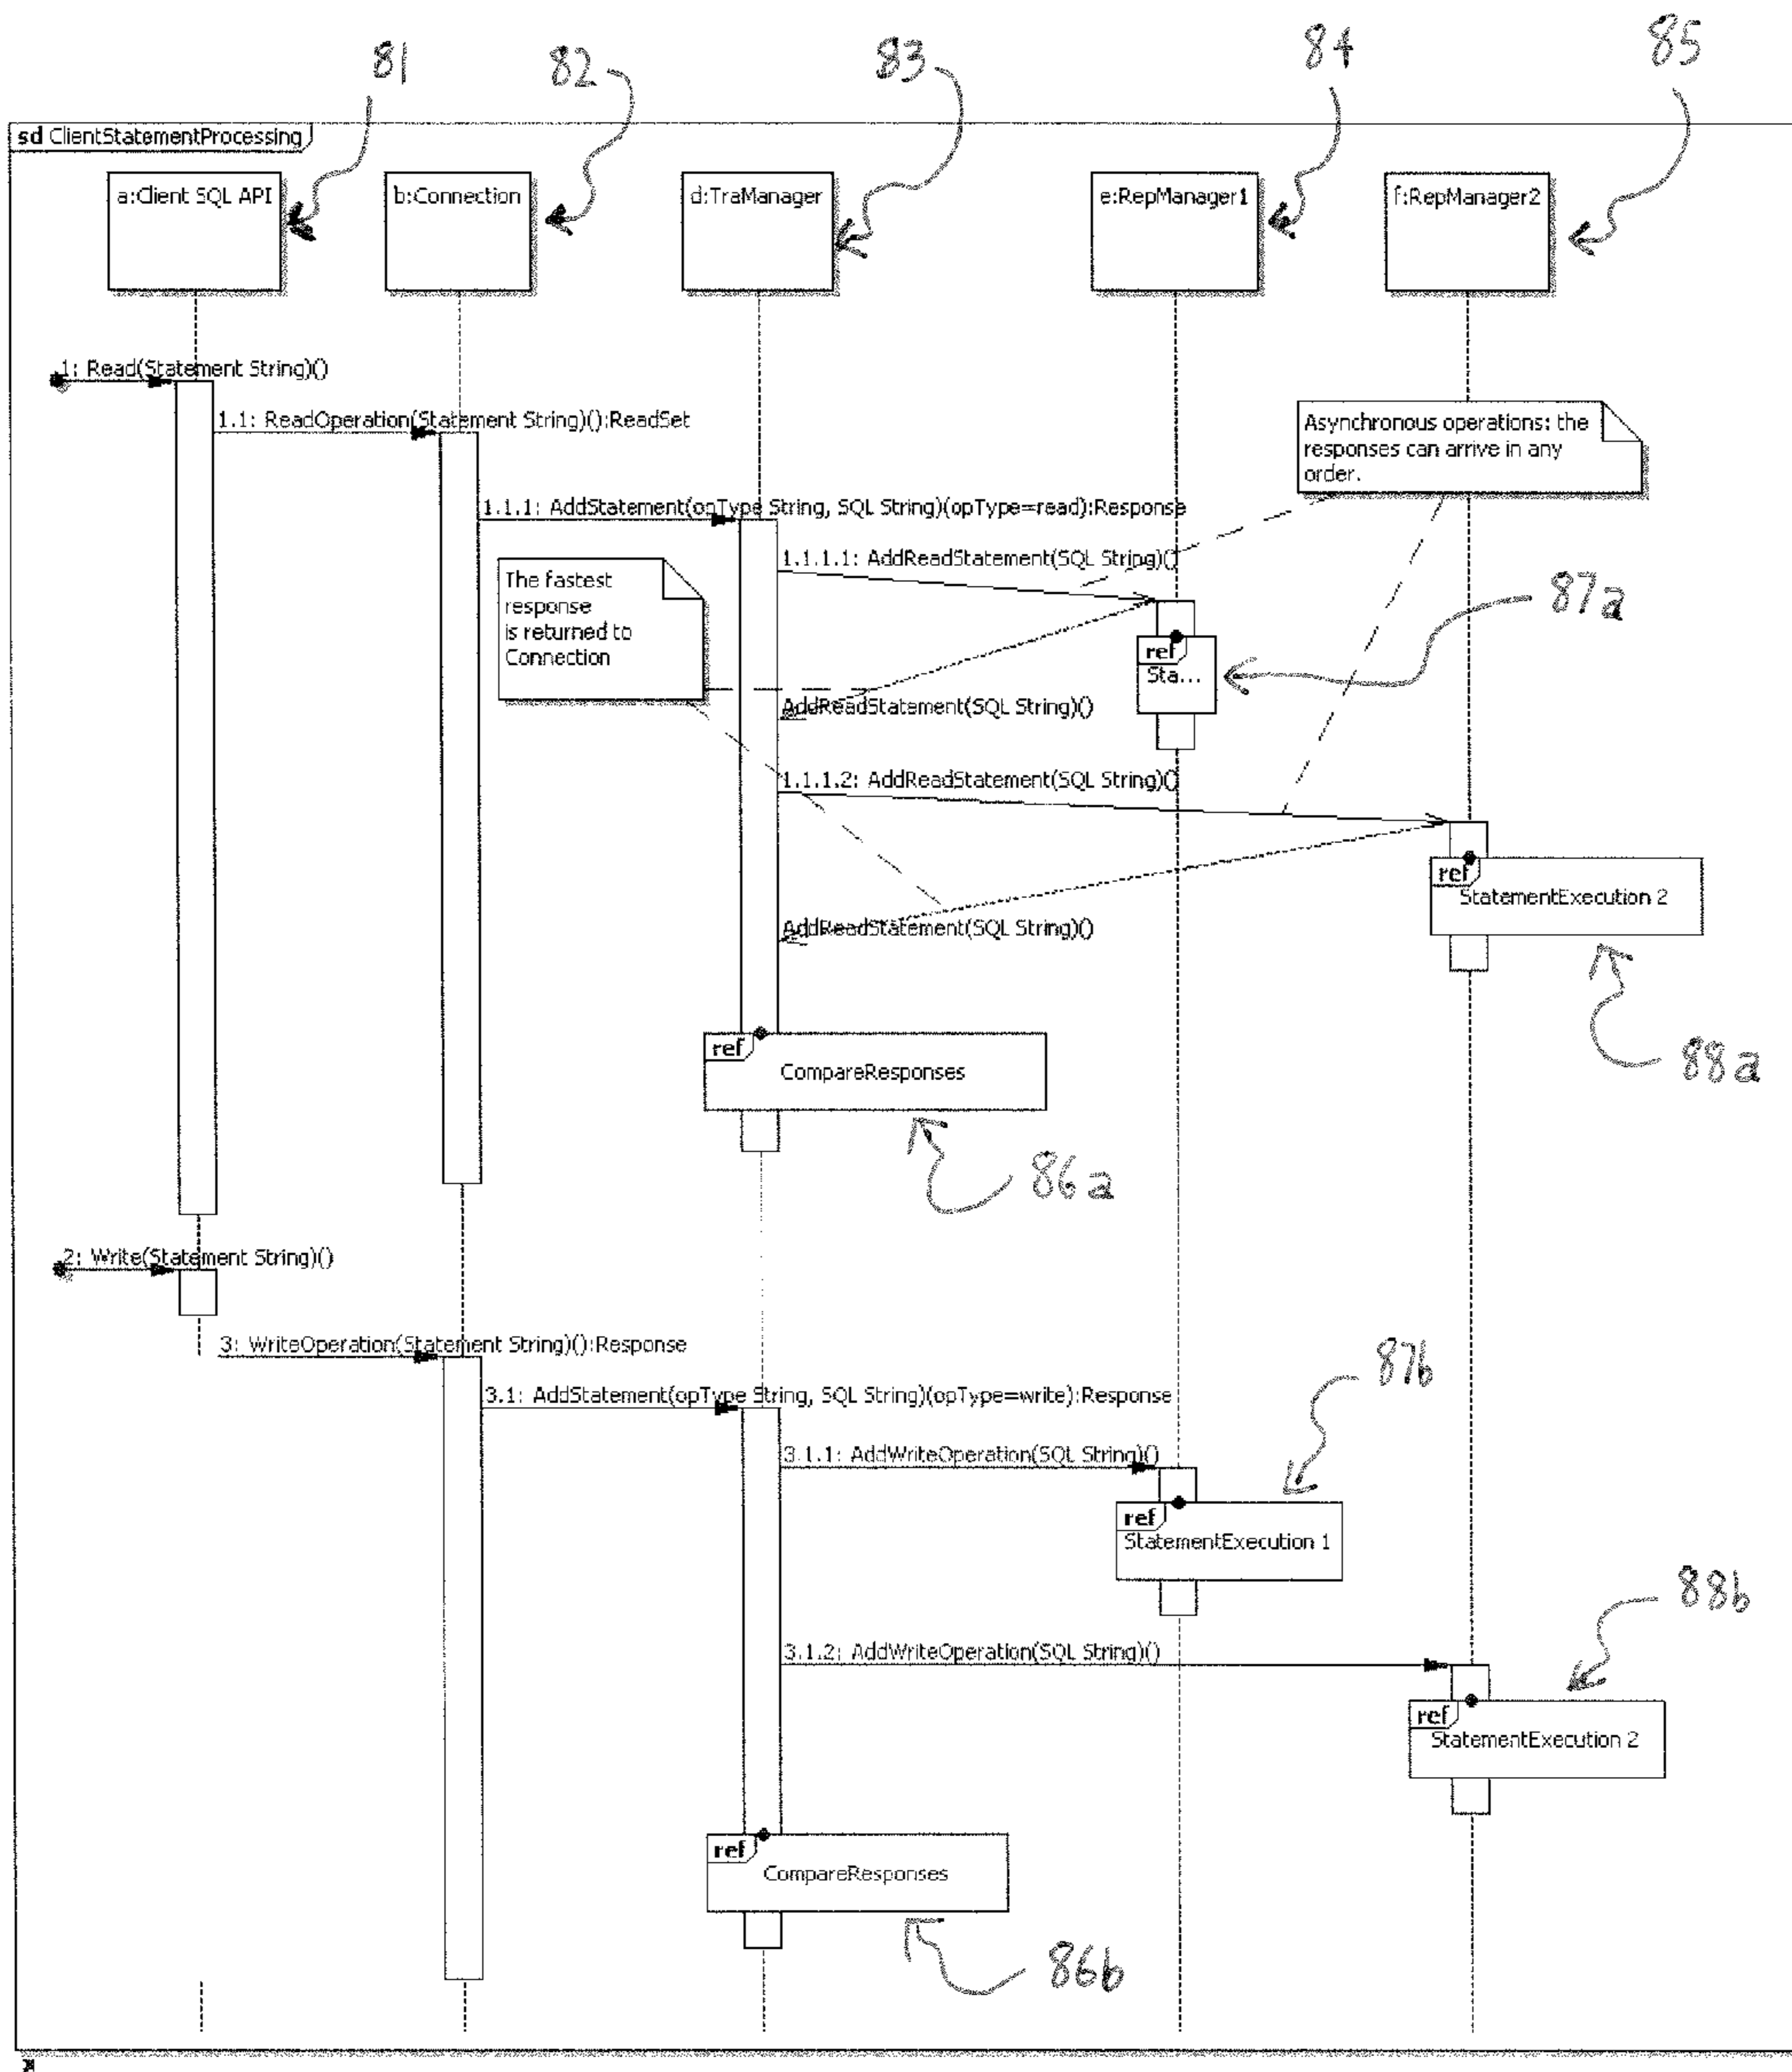 81
82
83
84
85
sd ClientStatementProcessing
a:Client SQL API
b:Connection
d:TraManager
e:RepManager1
f:RepManager2
1: Read(Statement String)()
1.1: ReadOperation(Statement String)():ReadSet
Asynchronous operations: the
responses can arrive in any
order.
1.1.1: AddStatement(opType String, SQL String)(opType=read):Response
1.1.1.1: AddReadStatement(SQL String)()
The fastest
response
is returned to
Connection
87a
ref
Sta...
AddReadStatement(SQL String)()
1.1.1.2: AddReadStatement(SQL String)()
ref
StatementExecution 2
AddReadStatement(SQL String)()
88a
ref
CompareResponses
86a
2: Write(Statement String)()
3: WriteOperation(Statement String)():Response
87b
3.1: AddStatement(opType String, SQL String)(opType=write):Response
3.1.1: AddWriteOperation(SQL String)()
ref
StatementExecution 1
88b
3.1.2: AddWriteOperation(SQL String)()
ref
StatementExecution 2
ref
CompareResponses
86b